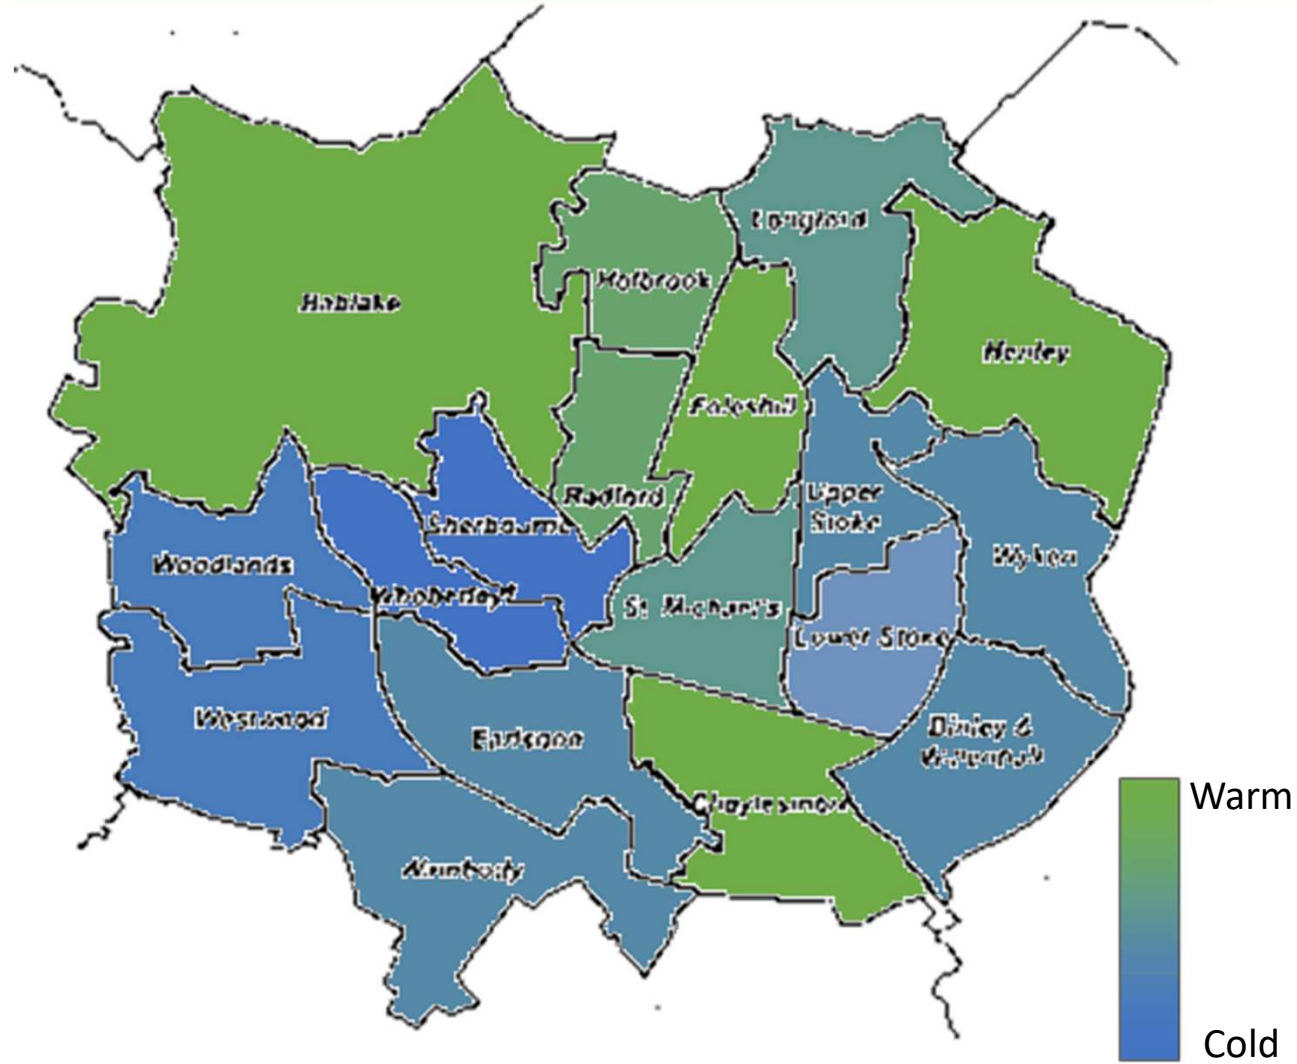 Longford
Holbrook
Bablake
Henley
Foleshill
Radford
Upper
Stoke
Sherbourne
Wyken
Woodlands
Whoberley
St Michael's
Lower Stoke
Westwood
Earlsdon
Binley &
Willenhall
Cheylesmore
Warm
Wainbody
Cold